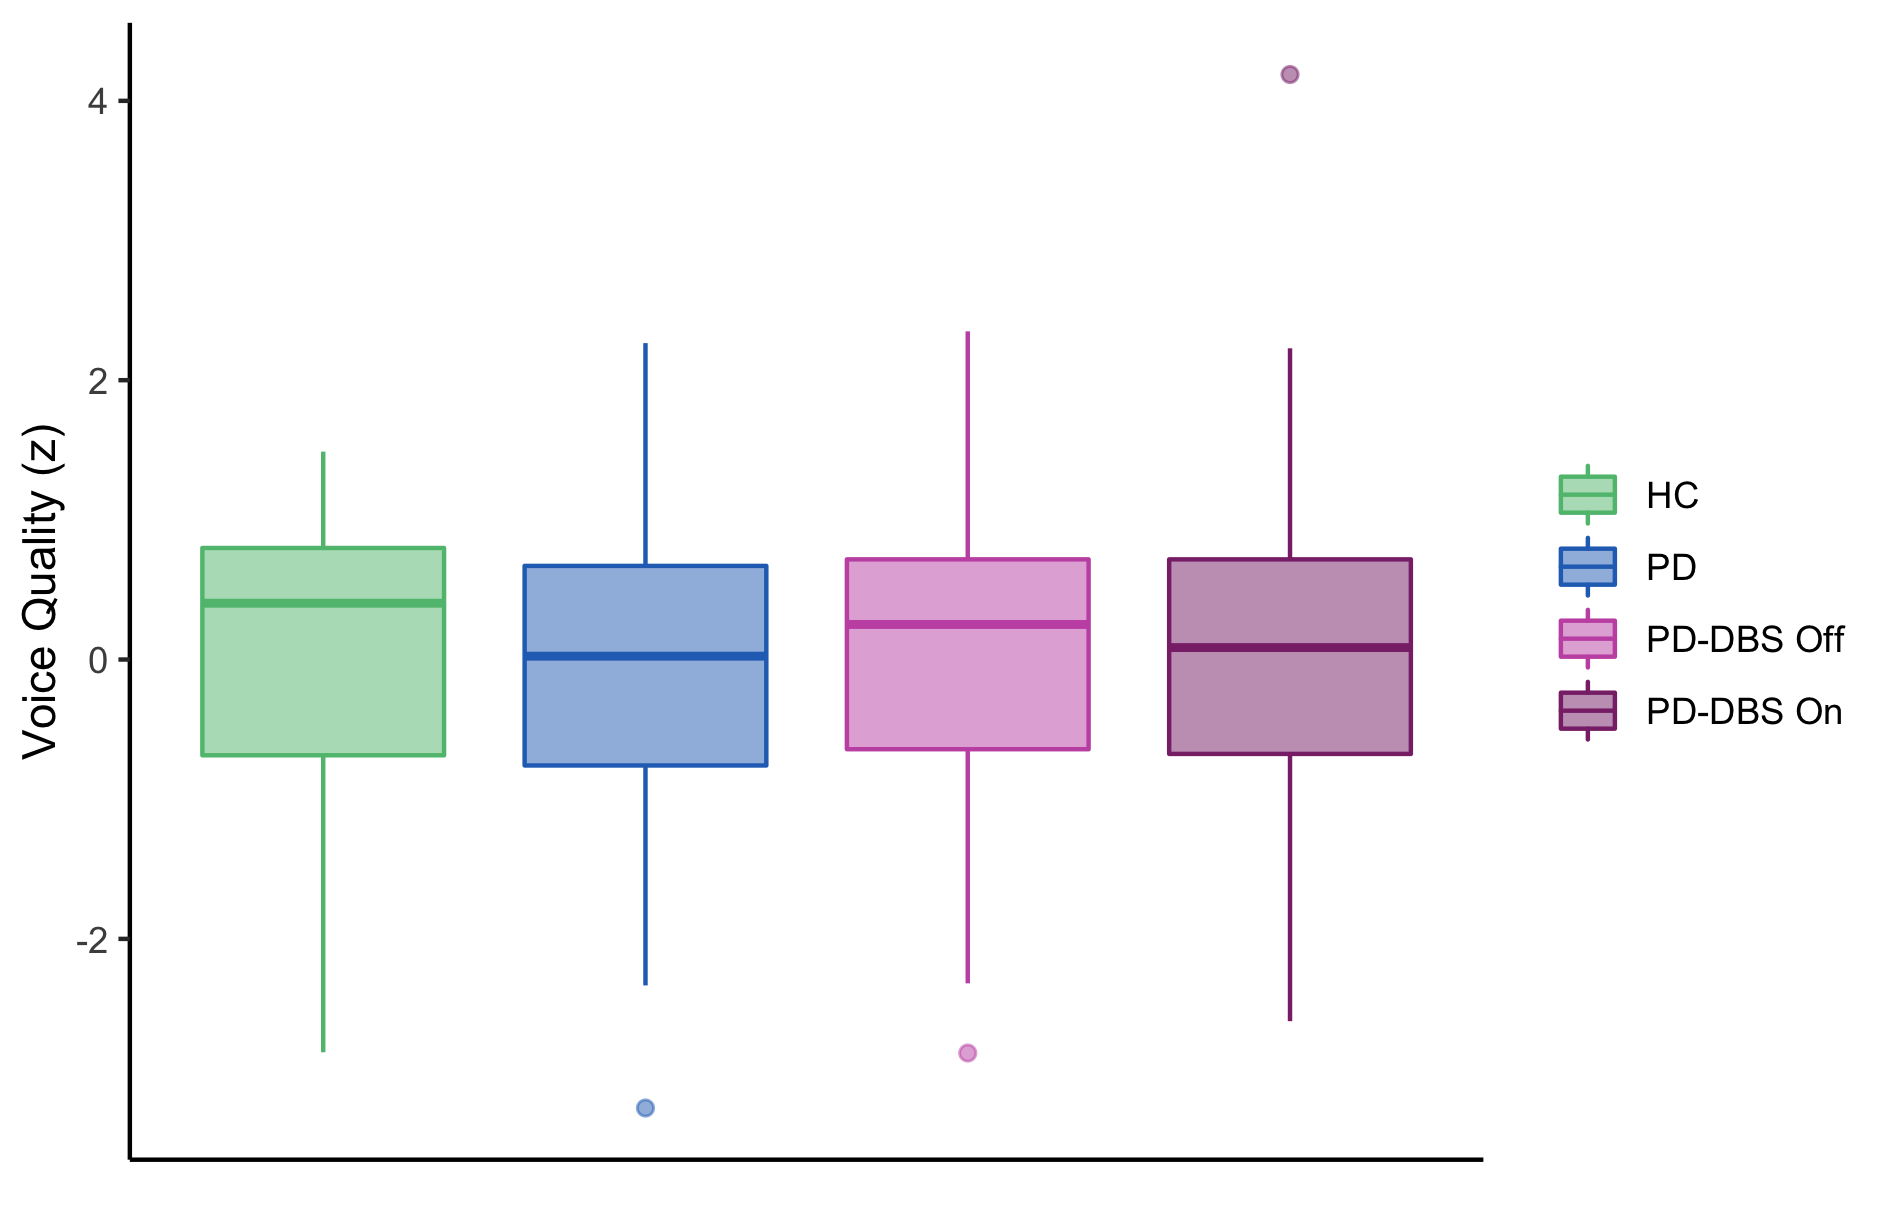 Voice Quality (z)
4
2
0
-2
HC
PD
PD-DBS Off
PD-DBS On